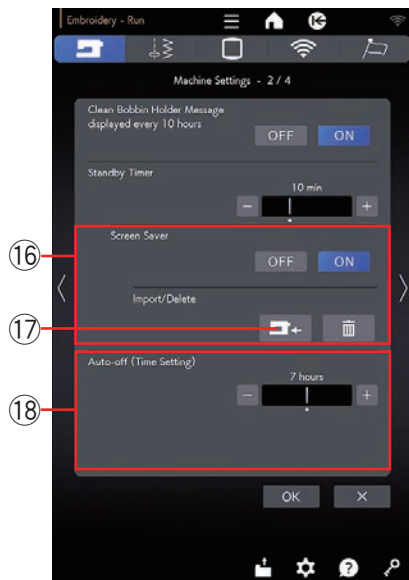 Embroidery - Run
Machine Settings - 2 / 4
Clean Bobbin Holder Message
displayed every 10 hours
OFF ON
Standby Timer
10 min
− +
⑯ Screen Saver
OFF ON
Import/Delete
⑰
⑱ Auto-off (Time Setting)
7 hours
− +
OK ×
?